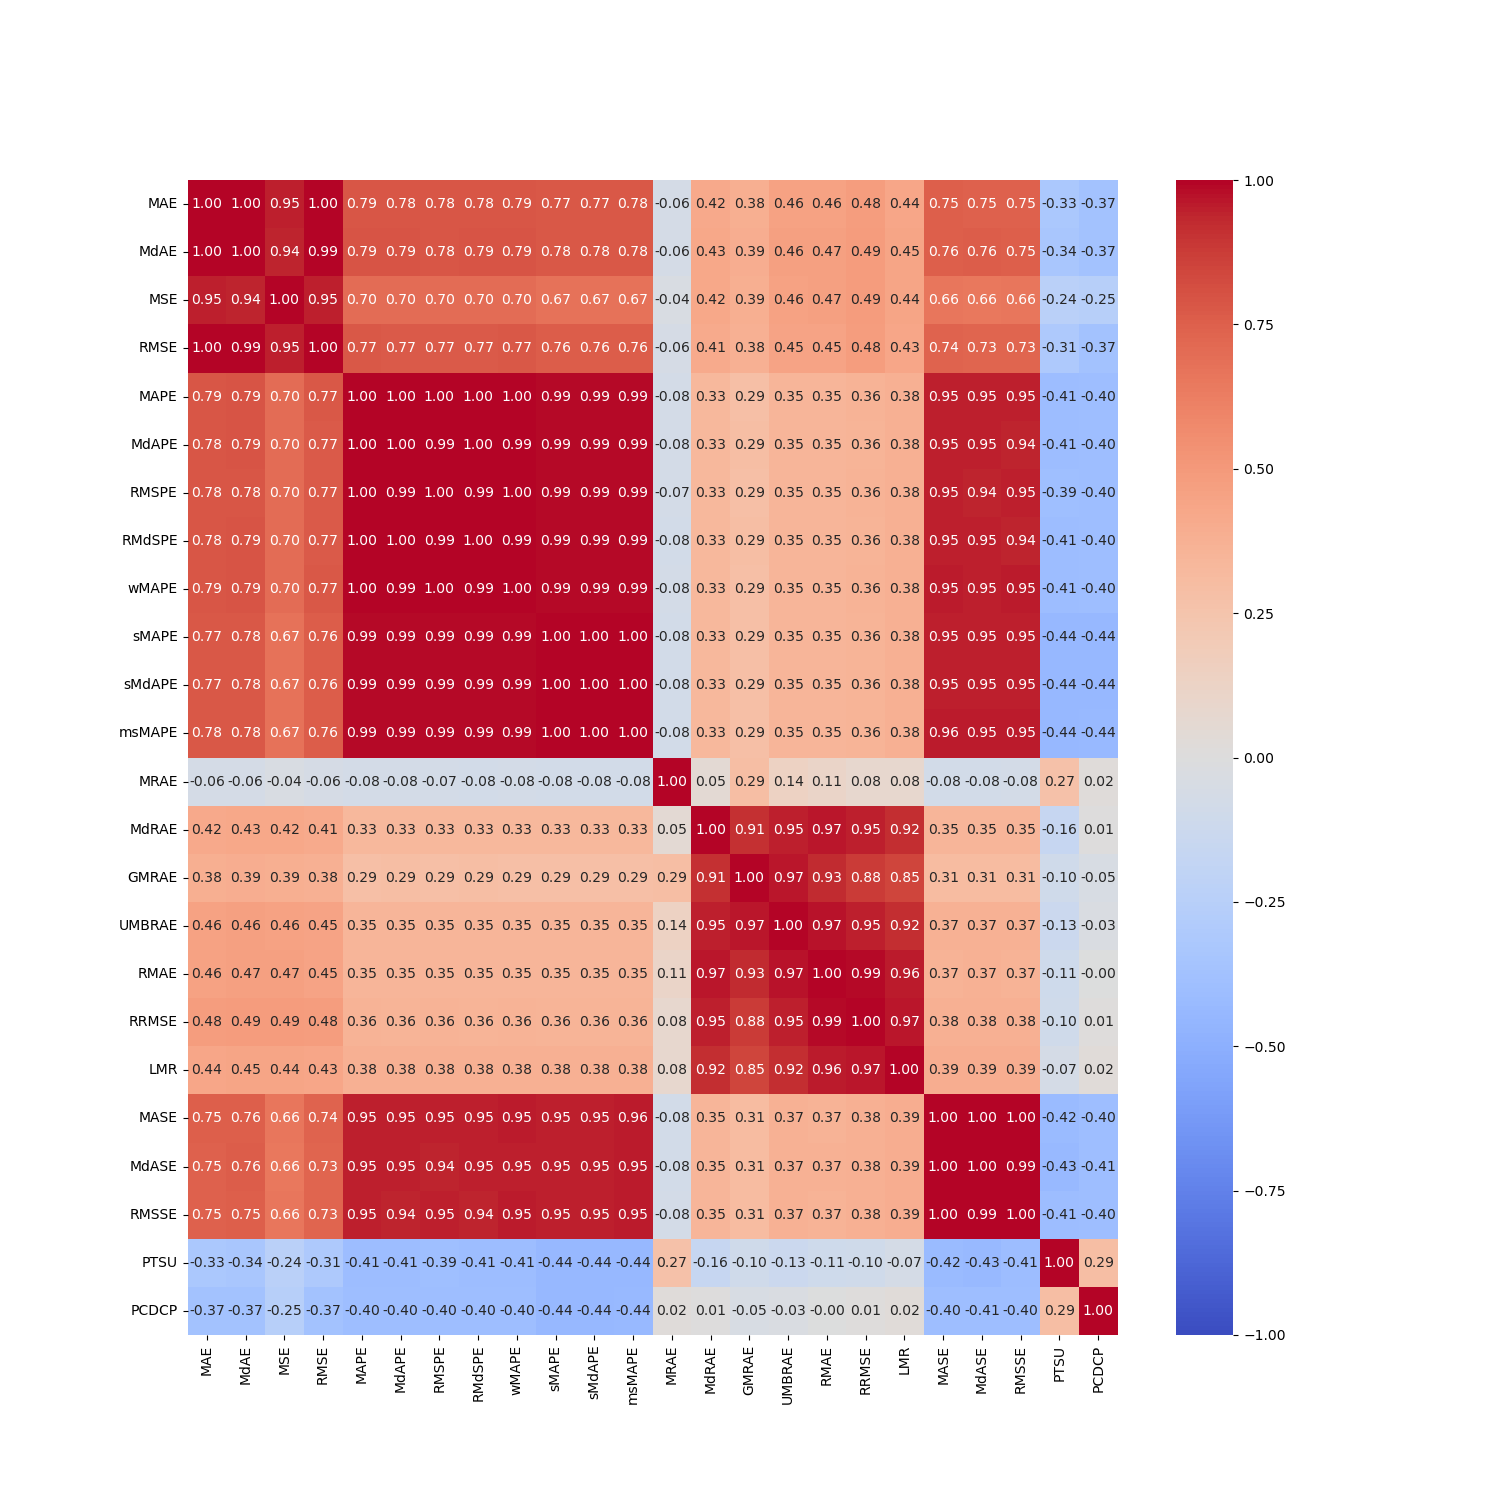 MAE 1.00 1.00 0.95 1.00 0.79 0.78 0.78 0.78 0.79 0.77 0.77 0.78 -0.06 0.42 0.38 0.46 0.46 0.48 0.44 0.75 0.75 0.75 -0.33 -0.37 1.00
MdAE 1.00 1.00 0.94 0.99 0.79 0.79 0.78 0.79 0.79 0.78 0.78 0.78 -0.06 0.43 0.39 0.46 0.47 0.49 0.45 0.76 0.76 0.75 -0.34 -0.37
MSE 0.95 0.94 1.00 0.95 0.70 0.70 0.70 0.70 0.70 0.67 0.67 0.67 -0.04 0.42 0.39 0.46 0.47 0.49 0.44 0.66 0.66 0.66 -0.24 -0.25
0.75
RMSE 1.00 0.99 0.95 1.00 0.77 0.77 0.77 0.77 0.77 0.76 0.76 0.76 -0.06 0.41 0.38 0.45 0.45 0.48 0.43 0.74 0.73 0.73 -0.31 -0.37
MAPE 0.79 0.79 0.70 0.77 1.00 1.00 1.00 1.00 1.00 0.99 0.99 0.99 -0.08 0.33 0.29 0.35 0.35 0.36 0.38 0.95 0.95 0.95 -0.41 -0.40
MdAPE 0.78 0.79 0.70 0.77 1.00 1.00 0.99 1.00 0.99 0.99 0.99 0.99 -0.08 0.33 0.29 0.35 0.35 0.36 0.38 0.95 0.95 0.94 -0.41 -0.40
0.50
RMSPE 0.78 0.78 0.70 0.77 1.00 0.99 1.00 0.99 1.00 0.99 0.99 0.99 -0.07 0.33 0.29 0.35 0.35 0.36 0.38 0.95 0.94 0.95 -0.39 -0.40
RMdSPE 0.78 0.79 0.70 0.77 1.00 1.00 0.99 1.00 0.99 0.99 0.99 0.99 -0.08 0.33 0.29 0.35 0.35 0.36 0.38 0.95 0.95 0.94 -0.41 -0.40
wMAPE 0.79 0.79 0.70 0.77 1.00 0.99 1.00 0.99 1.00 0.99 0.99 0.99 -0.08 0.33 0.29 0.35 0.35 0.36 0.38 0.95 0.95 0.95 -0.41 -0.40
0.25
sMAPE 0.77 0.78 0.67 0.76 0.99 0.99 0.99 0.99 0.99 1.00 1.00 1.00 -0.08 0.33 0.29 0.35 0.35 0.36 0.38 0.95 0.95 0.95 -0.44 -0.44
sMdAPE 0.77 0.78 0.67 0.76 0.99 0.99 0.99 0.99 0.99 1.00 1.00 1.00 -0.08 0.33 0.29 0.35 0.35 0.36 0.38 0.95 0.95 0.95 -0.44 -0.44
msMAPE 0.78 0.78 0.67 0.76 0.99 0.99 0.99 0.99 0.99 1.00 1.00 1.00 -0.08 0.33 0.29 0.35 0.35 0.36 0.38 0.96 0.95 0.95 -0.44 -0.44
0.00
MRAE -0.06 -0.06 -0.04 -0.06 -0.08 -0.08 -0.07 -0.08 -0.08 -0.08 -0.08 -0.08 1.00 0.05 0.29 0.14 0.11 0.08 0.08 -0.08 -0.08 -0.08 0.27 0.02
MdRAE 0.42 0.43 0.42 0.41 0.33 0.33 0.33 0.33 0.33 0.33 0.33 0.33 0.05 1.00 0.91 0.95 0.97 0.95 0.92 0.35 0.35 0.35 -0.16 0.01
GMRAE 0.38 0.39 0.39 0.38 0.29 0.29 0.29 0.29 0.29 0.29 0.29 0.29 0.29 0.91 1.00 0.97 0.93 0.88 0.85 0.31 0.31 0.31 -0.10 -0.05
−0.25
UMBRAE 0.46 0.46 0.46 0.45 0.35 0.35 0.35 0.35 0.35 0.35 0.35 0.35 0.14 0.95 0.97 1.00 0.97 0.95 0.92 0.37 0.37 0.37 -0.13 -0.03
RMAE 0.46 0.47 0.47 0.45 0.35 0.35 0.35 0.35 0.35 0.35 0.35 0.35 0.11 0.97 0.93 0.97 1.00 0.99 0.96 0.37 0.37 0.37 -0.11 -0.00
RRMSE 0.48 0.49 0.49 0.48 0.36 0.36 0.36 0.36 0.36 0.36 0.36 0.36 0.08 0.95 0.88 0.95 0.99 1.00 0.97 0.38 0.38 0.38 -0.10 0.01
−0.50
LMR 0.44 0.45 0.44 0.43 0.38 0.38 0.38 0.38 0.38 0.38 0.38 0.38 0.08 0.92 0.85 0.92 0.96 0.97 1.00 0.39 0.39 0.39 -0.07 0.02
MASE 0.75 0.76 0.66 0.74 0.95 0.95 0.95 0.95 0.95 0.95 0.95 0.96 -0.08 0.35 0.31 0.37 0.37 0.38 0.39 1.00 1.00 1.00 -0.42 -0.40
MdASE 0.75 0.76 0.66 0.73 0.95 0.95 0.94 0.95 0.95 0.95 0.95 0.95 -0.08 0.35 0.31 0.37 0.37 0.38 0.39 1.00 1.00 0.99 -0.43 -0.41
−0.75
RMSSE 0.75 0.75 0.66 0.73 0.95 0.94 0.95 0.94 0.95 0.95 0.95 0.95 -0.08 0.35 0.31 0.37 0.37 0.38 0.39 1.00 0.99 1.00 -0.41 -0.40
PTSU -0.33 -0.34 -0.24 -0.31 -0.41 -0.41 -0.39 -0.41 -0.41 -0.44 -0.44 -0.44 0.27 -0.16 -0.10 -0.13 -0.11 -0.10 -0.07 -0.42 -0.43 -0.41 1.00 0.29
PCDCP -0.37 -0.37 -0.25 -0.37 -0.40 -0.40 -0.40 -0.40 -0.40 -0.44 -0.44 -0.44 0.02 0.01 -0.05 -0.03 -0.00 0.01 0.02 -0.40 -0.41 -0.40 0.29 1.00
−1.00
MAE MdAE MSE RMSE MAPE MdAPE RMSPE RMdSPE wMAPE sMAPE sMdAPE msMAPE MRAE MdRAE GMRAE UMBRAE RMAE RRMSE LMR MASE MdASE RMSSE PTSU PCDCP